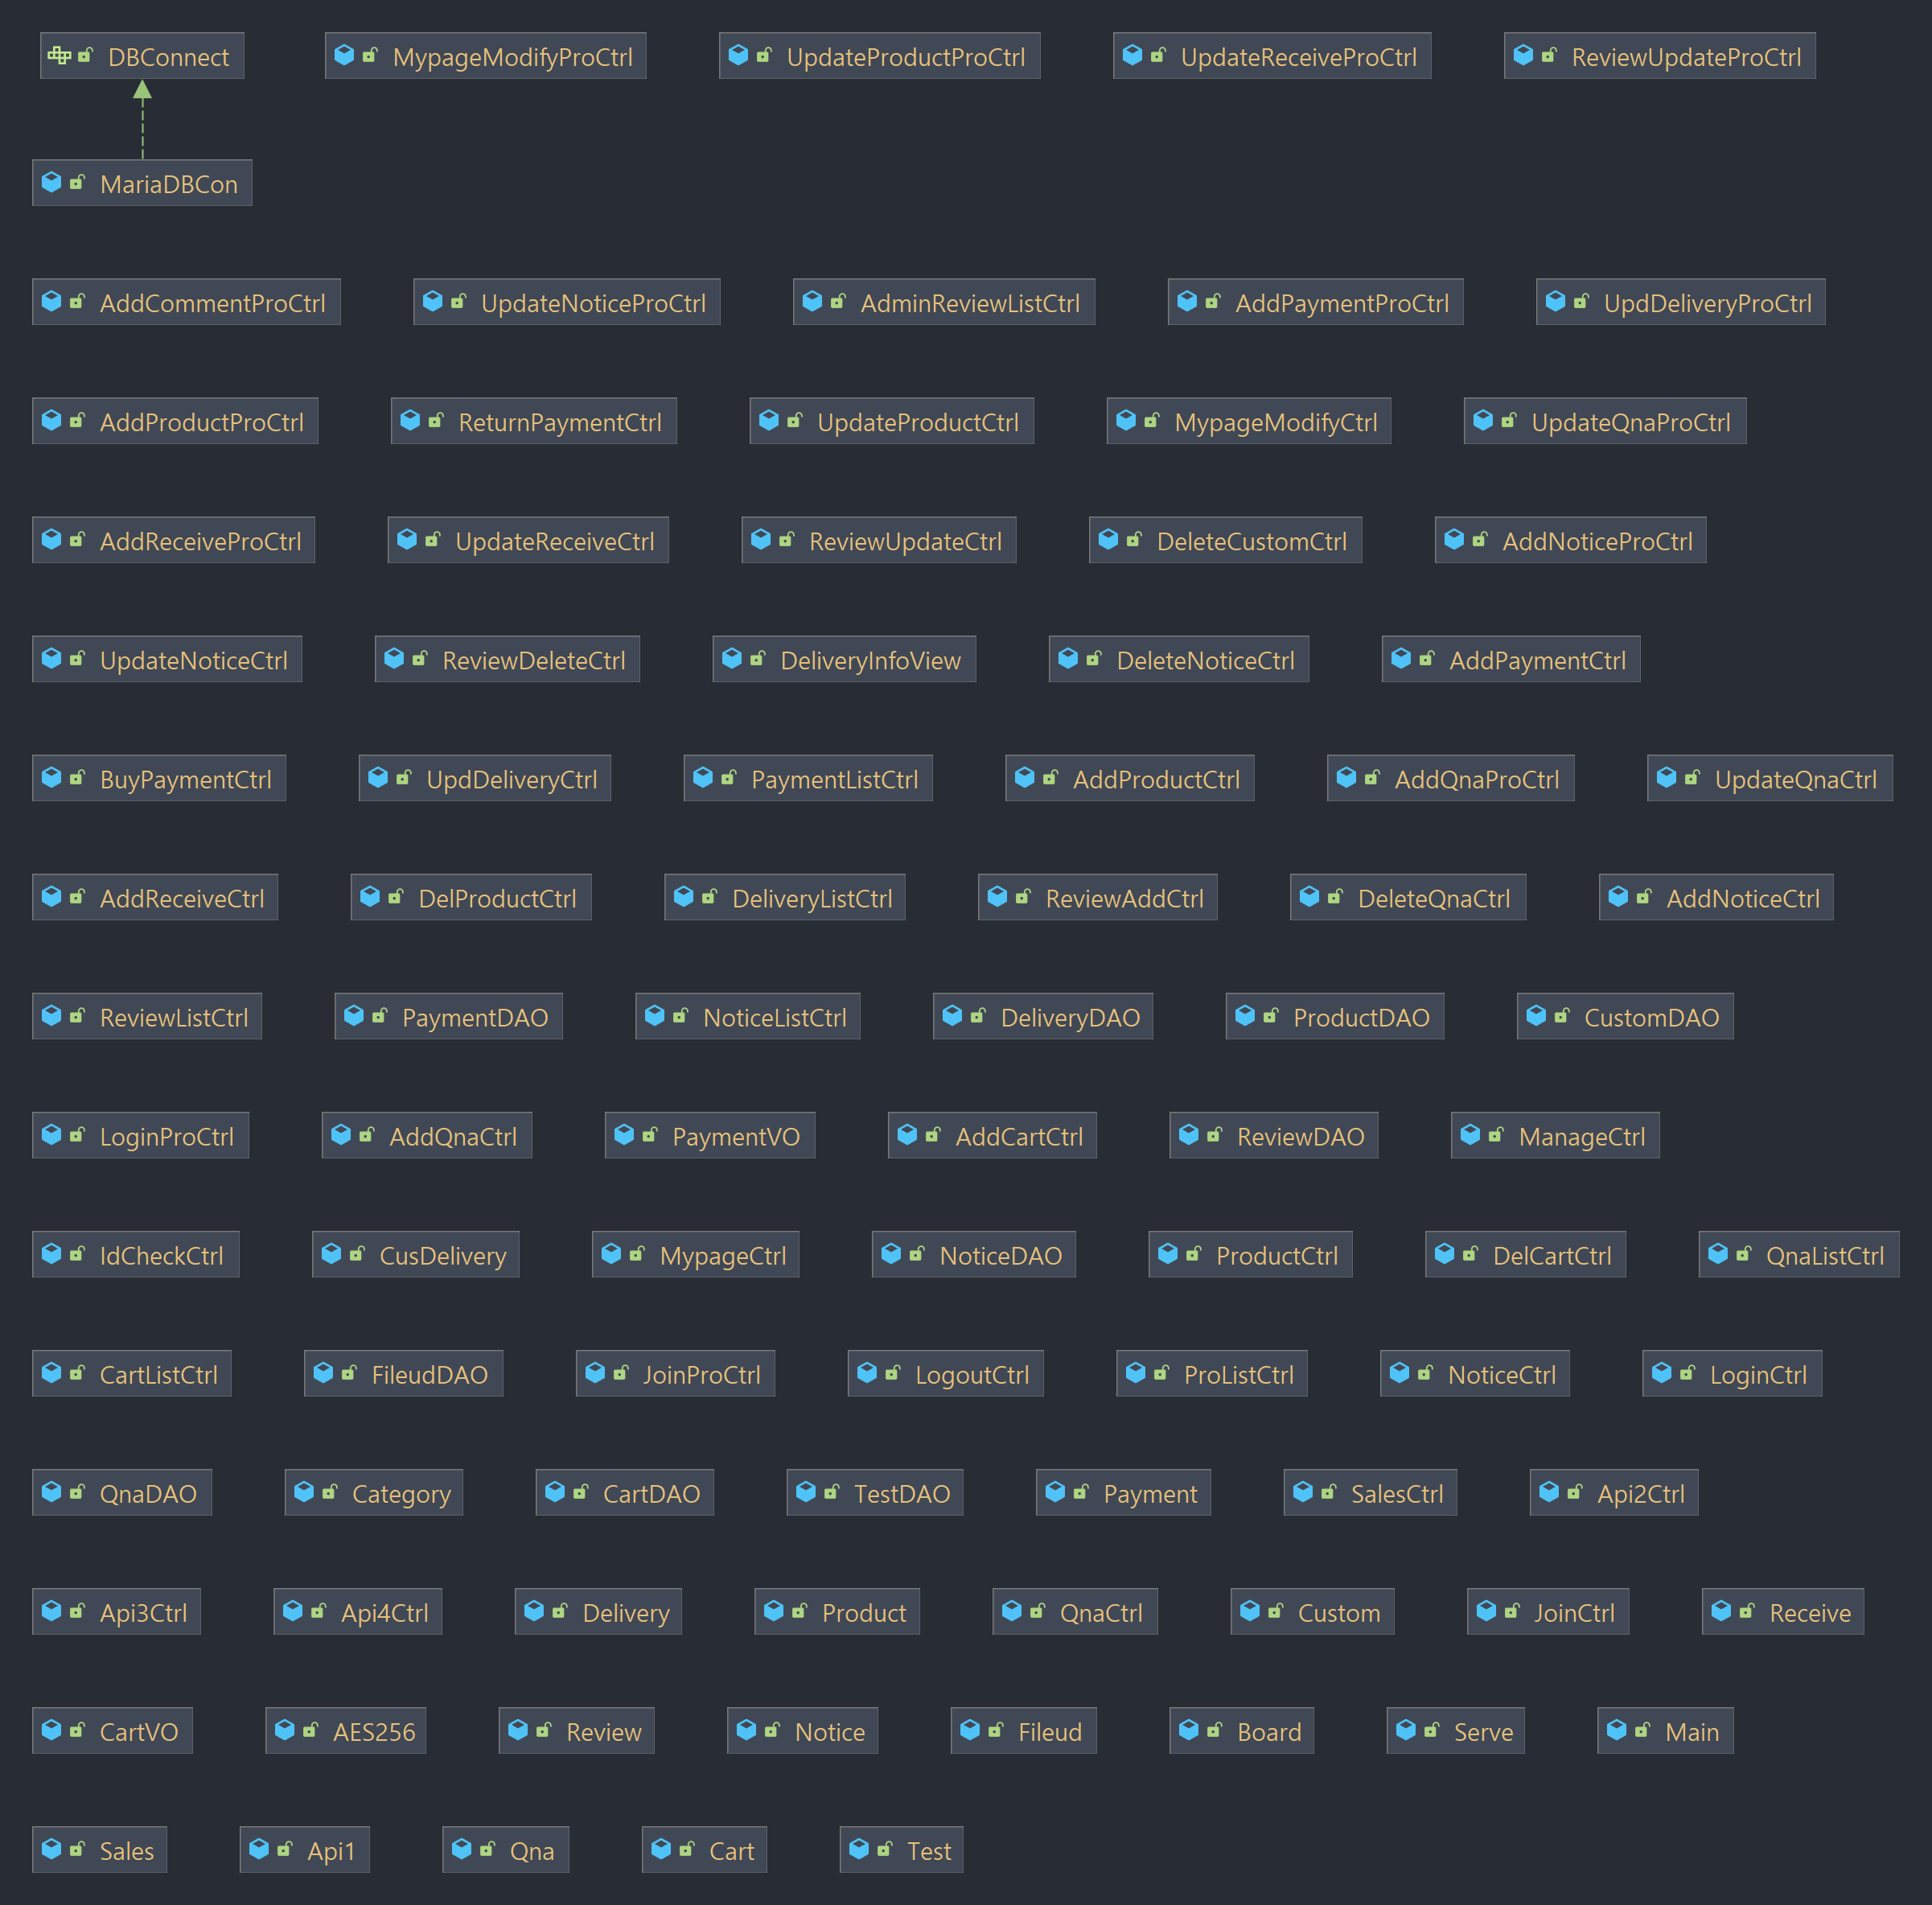 DBConnect MypageModifyProCtrl UpdateProductProCtrl UpdateReceiveProCtrl ReviewUpdateProCtrl
MariaDBCon
AddCommentProCtrl UpdateNoticeProCtrl AdminReviewListCtrl AddPaymentProCtrl UpdDeliveryProCtrl
AddProductProCtrl ReturnPaymentCtrl UpdateProductCtrl MypageModifyCtrl UpdateQnaProCtrl
AddReceiveProCtrl UpdateReceiveCtrl ReviewUpdateCtrl DeleteCustomCtrl AddNoticeProCtrl
UpdateNoticeCtrl ReviewDeleteCtrl DeliveryInfoView DeleteNoticeCtrl AddPaymentCtrl
BuyPaymentCtrl UpdDeliveryCtrl PaymentListCtrl AddProductCtrl AddQnaProCtrl UpdateQnaCtrl
AddReceiveCtrl DelProductCtrl DeliveryListCtrl ReviewAddCtrl DeleteQnaCtrl AddNoticeCtrl
ReviewListCtrl PaymentDAO NoticeListCtrl DeliveryDAO ProductDAO CustomDAO
LoginProCtrl AddQnaCtrl PaymentVO AddCartCtrl ReviewDAO ManageCtrl
IdCheckCtrl CusDelivery MypageCtrl NoticeDAO ProductCtrl DelCartCtrl QnaListCtrl
CartListCtrl FileudDAO JoinProCtrl LogoutCtrl ProListCtrl NoticeCtrl LoginCtrl
QnaDAO Category CartDAO TestDAO Payment SalesCtrl Api2Ctrl
Api3Ctrl Api4Ctrl Delivery Product QnaCtrl Custom JoinCtrl Receive
CartVO AES256 Review Notice Fileud Board Serve Main
Sales Api1 Qna Cart Test